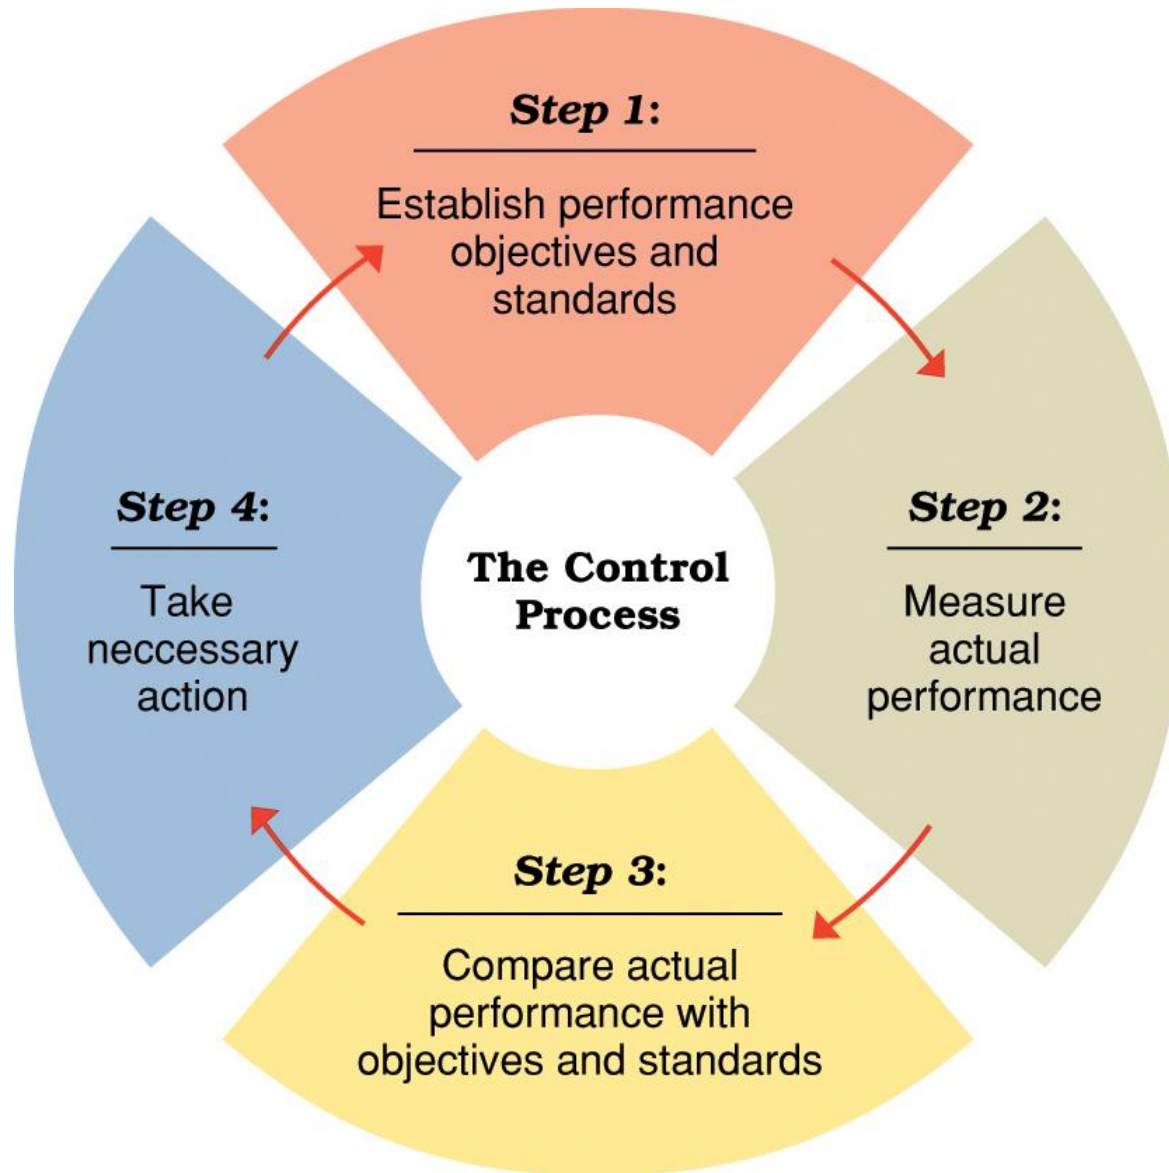 Step 1:
Establish performance
objectives and
standards
Step 2:
Measure
actual
performance
Step 3:
Compare actual
performance with
objectives and standards
Step 4:
Take
neccessary
action
The Control
Process